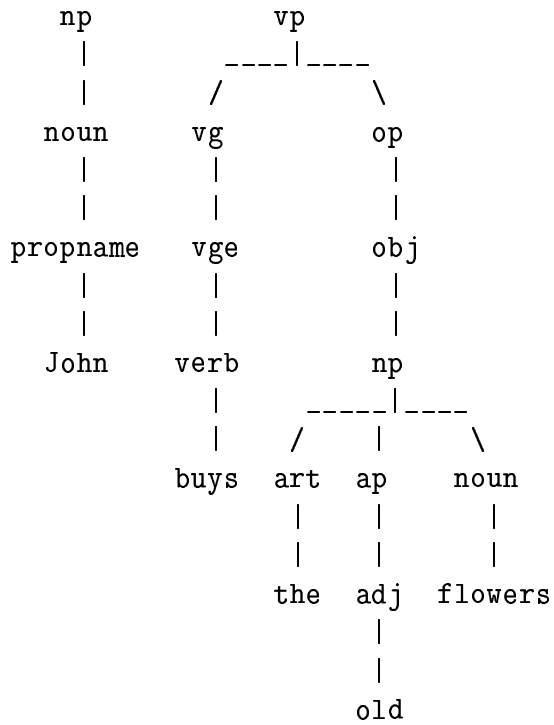 np vp
noun vg op
propname vge obj
John verb np
buys art ap noun
the adj flowers
old